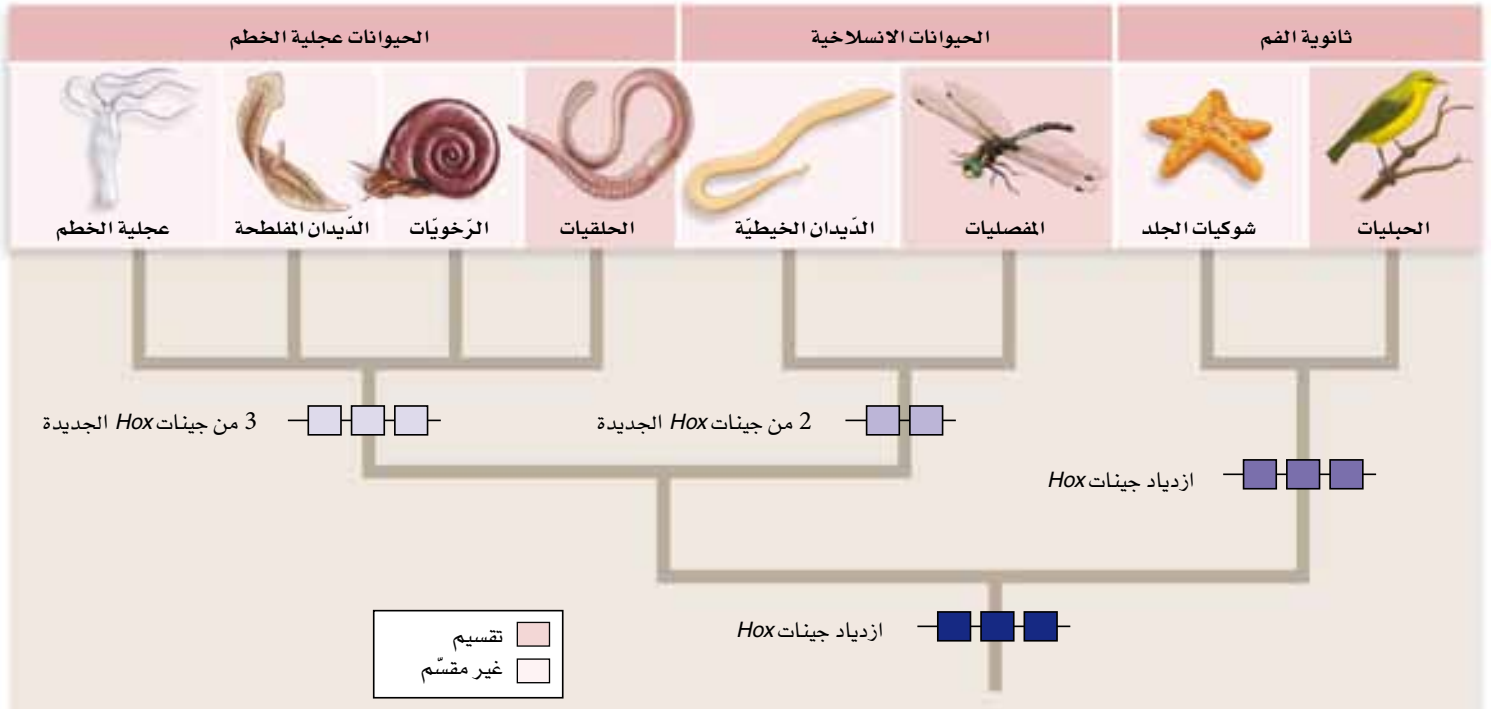 ثانوية الفم
الحيوانات الانسلاخية
الحيوانات عجلية الخطم
الحبليات
شوكيات الجلد
المفصليات
الدّيدان الخيطيّة
الحلقيات
الرّخويّات
الدّيدان المفلطحة
عجلية الخطم
3 من جينات Hox الجديدة
2 من جينات Hox الجديدة
ازدياد جينات Hox
ازدياد جينات Hox
تقسيم
غير مقسّم